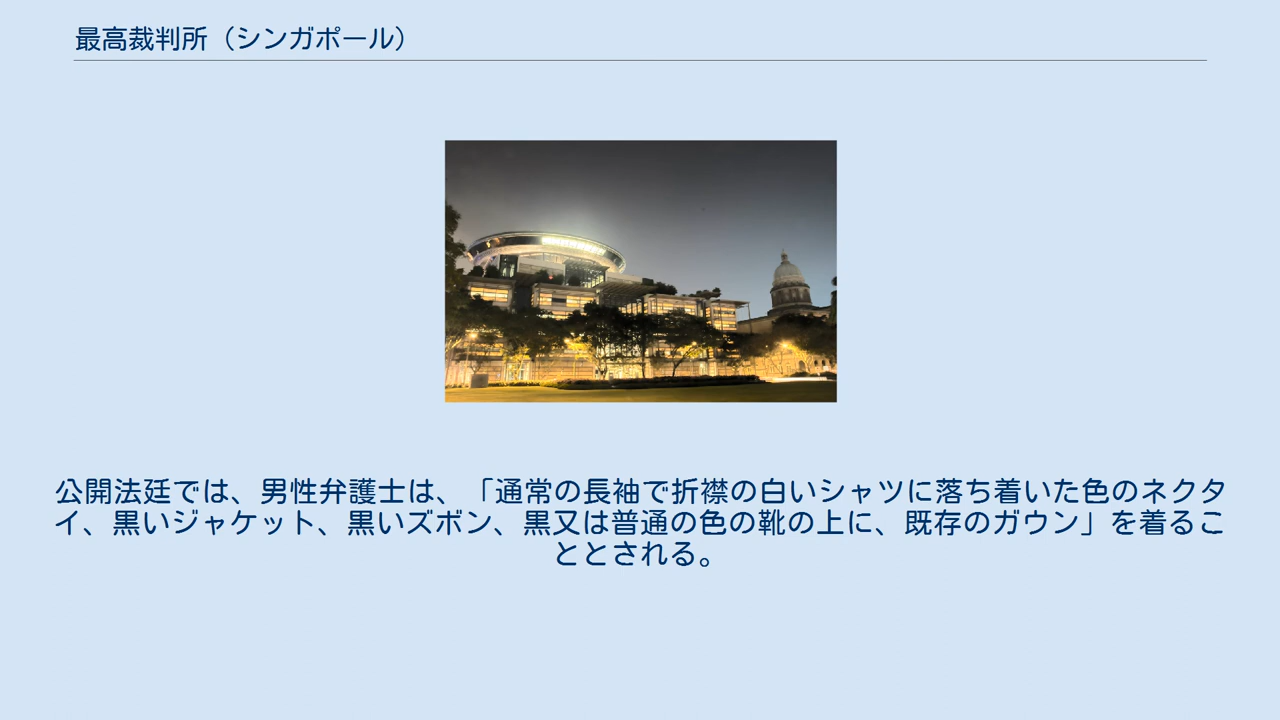 最高裁判所（シンガポール）
公開法廷では、男性弁護士は、「通常の長袖で折襟の白いシャツに落ち着いた色のネクタ
イ、黒いジャケット、黒いズボン、黒又は普通の色の靴の上に、既存のガウン」を着るこ
ととされる。